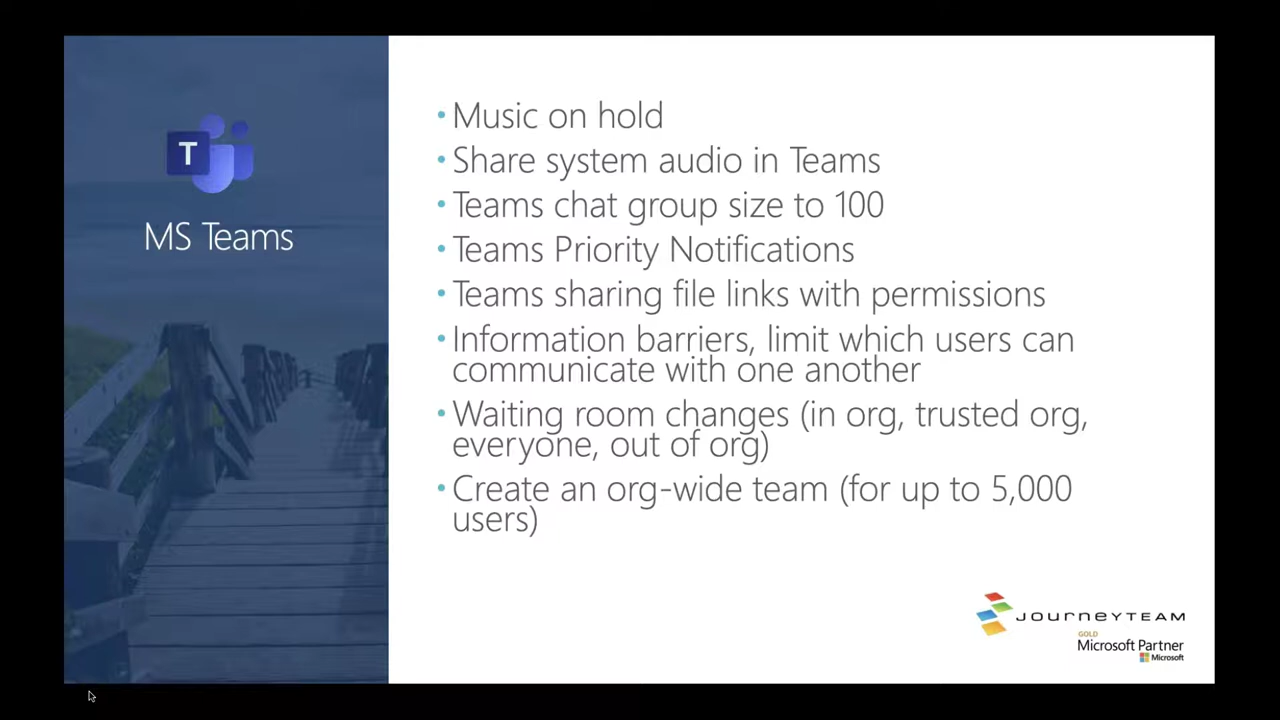 T
MS Teams
• Music on hold
• Share system audio in Teams
• Teams chat group size to 100
• Teams Priority Notifications
• Teams sharing file links with permissions
• Information barriers, limit which users can
communicate with one another
• Waiting room changes (in org, trusted org,
everyone, out of org)
• Create an org-wide team (for up to 5,000
users)
JOURNEYTEAM
GOLD
Microsoft Partner
Microsoft